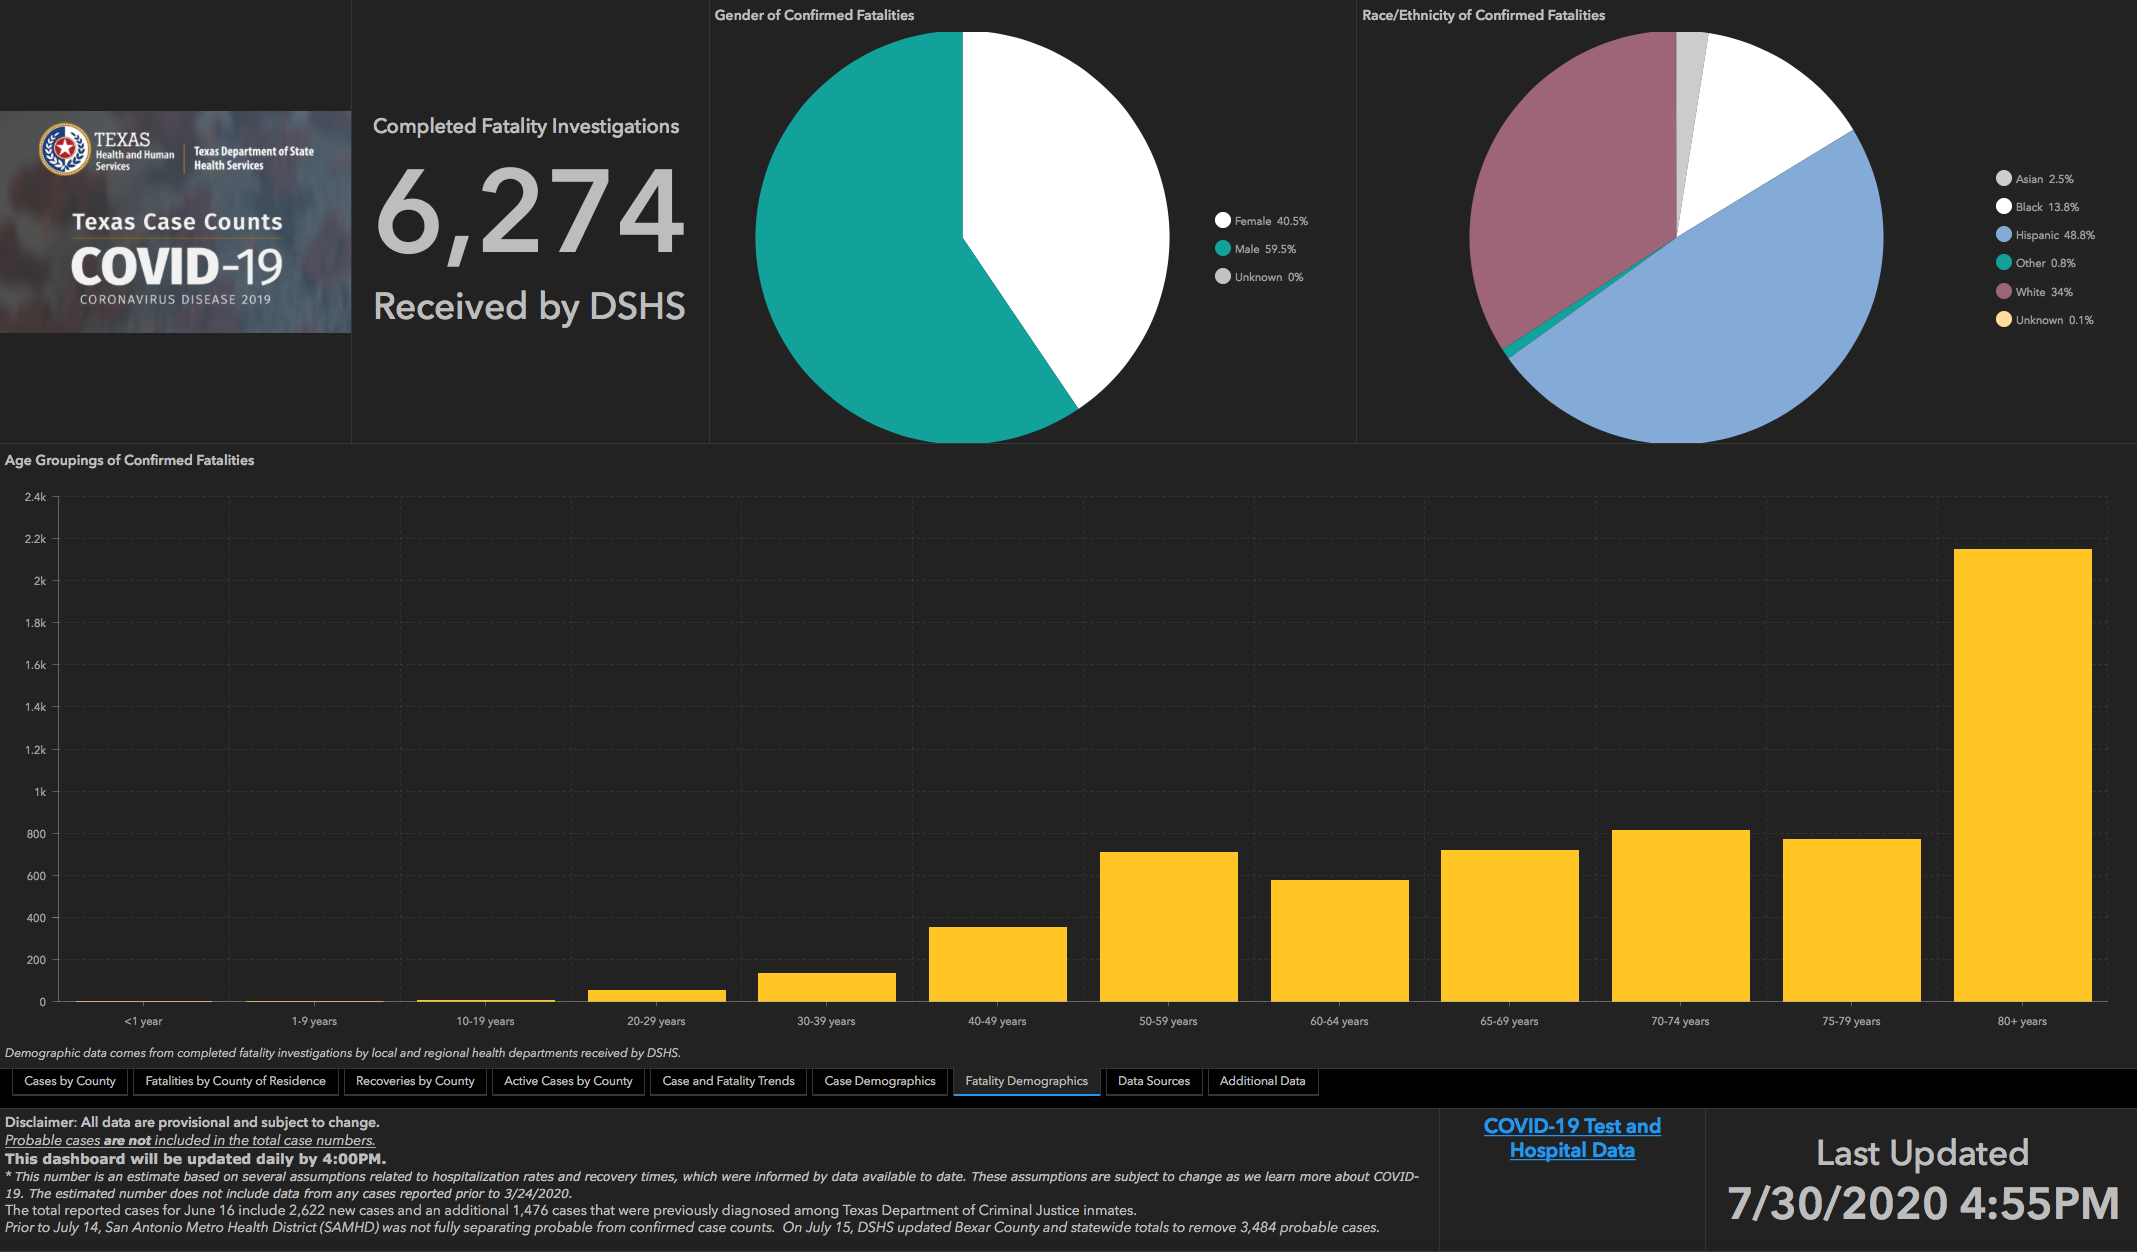 TEXAS
Health and Human
Services
Texas Department of State
Health Services
Texas Case Counts
COVID-19
CORONAVIRUS DISEASE 2019
Completed Fatality Investigations
6,274
Received by DSHS
Gender of Confirmed Fatalities
Female 40.5%
Male 59.5%
Unknown 0%
Race/Ethnicity of Confirmed Fatalities
Asian 2.5%
Black 13.8%
Hispanic 48.8%
Other 0.8%
White 34%
Unknown 0.1%
Age Groupings of Confirmed Fatalities
2.4k
2.2k
2k
1.8k
1.6k
1.4k
1.2k
1k
800
600
400
200
0
<1 year 1-9 years 10-19 years 20-29 years 30-39 years 40-49 years 50-59 years 60-64 years 65-69 years 70-74 years 75-79 years 80+ years
Demographic data comes from completed fatality investigations by local and regional health departments received by DSHS.
Cases by County Fatalities by County of Residence Recoveries by County Active Cases by County Case and Fatality Trends Case Demographics Fatality Demographics Data Sources Additional Data
Disclaimer: All data are provisional and subject to change.
Probable cases are not included in the total case numbers.
This dashboard will be updated daily by 4:00PM.
* This number is an estimate based on several assumptions related to hospitalization rates and recovery times, which were informed by data available to date. These assumptions are subject to change as we learn more about COVID-
19. The estimated number does not include data from any cases reported prior to 3/24/2020.
The total reported cases for June 16 include 2,622 new cases and an additional 1,476 cases that were previously diagnosed among Texas Department of Criminal Justice inmates.
Prior to July 14, San Antonio Metro Health District (SAMHD) was not fully separating probable from confirmed case counts. On July 15, DSHS updated Bexar County and statewide totals to remove 3,484 probable cases.
COVID-19 Test and
Hospital Data
Last Updated
7/30/2020 4:55PM